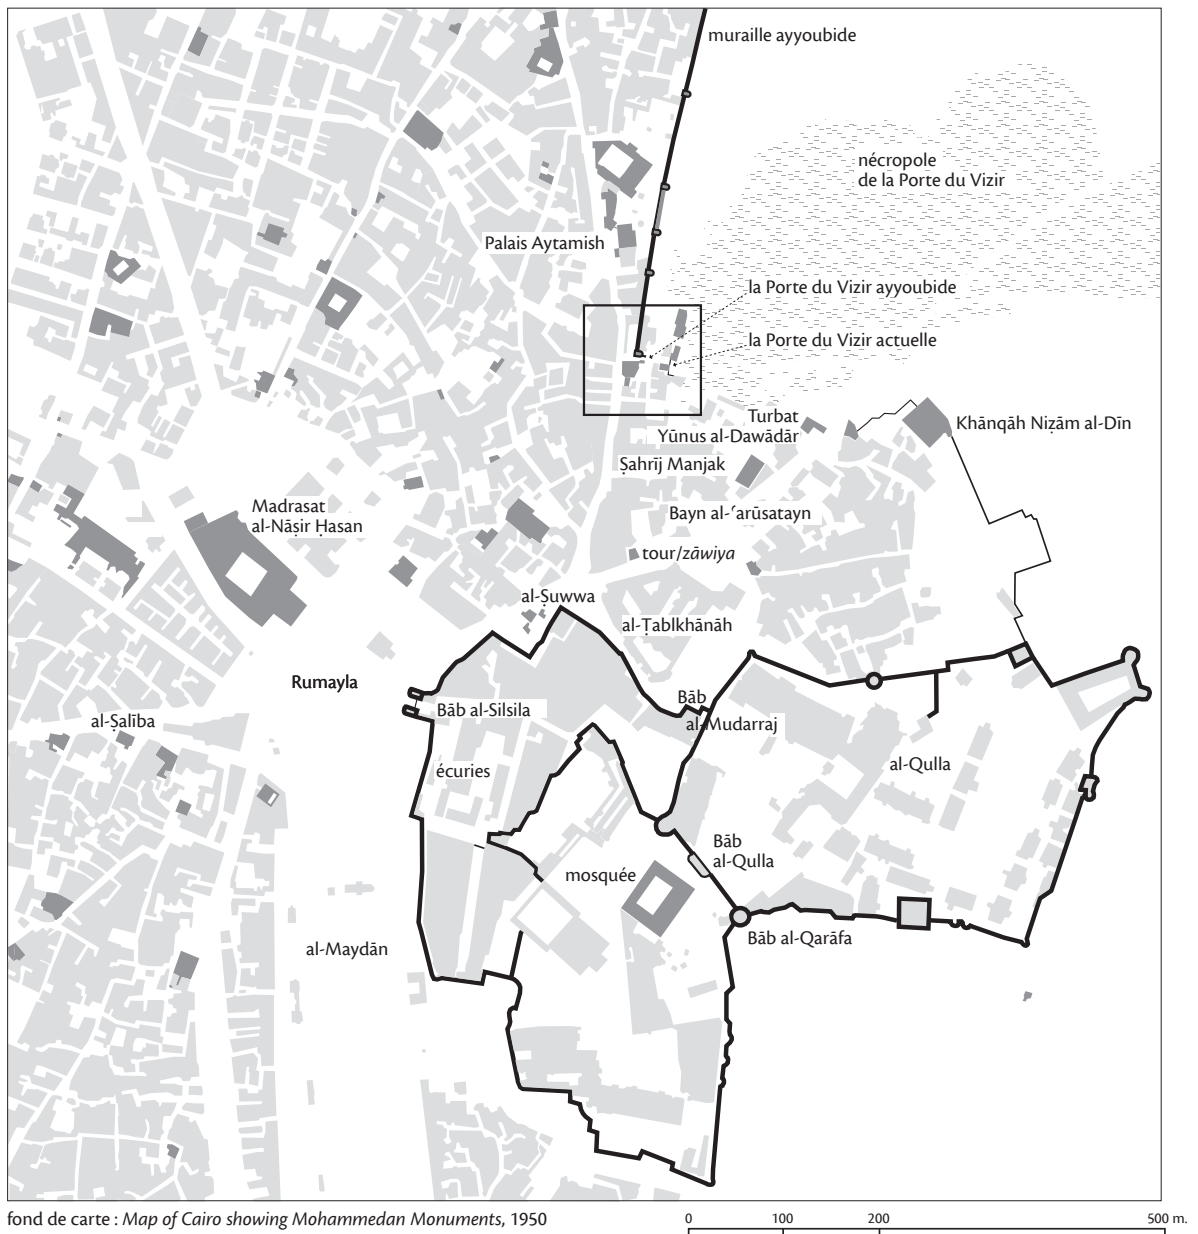 muraille ayyoubide
nécropole
de la Porte du Vizir
Palais Aytamish
la Porte du Vizir ayyoubide
la Porte du Vizir actuelle
Turbat
Yūnus al-Dawādār
Khānqāh Niẓām al-Dīn
Ṣahrīj Manjak
Madrasat
al-Nāṣir Ḥasan
Bayn al-ʿarūsatayn
tour/zāwiya
al-Ṣuwwa
al-Ṭablkhānāh
Rumayla
Bāb
al-Mudarraj
Bāb al-Silsila
al-Ṣalība
écuries
al-Qulla
Bāb
al-Qulla
mosquée
Bāb al-Qarāfa
al-Maydān
fond de carte : Map of Cairo showing Mohammedan Monuments, 1950
0 100 200 500 m.